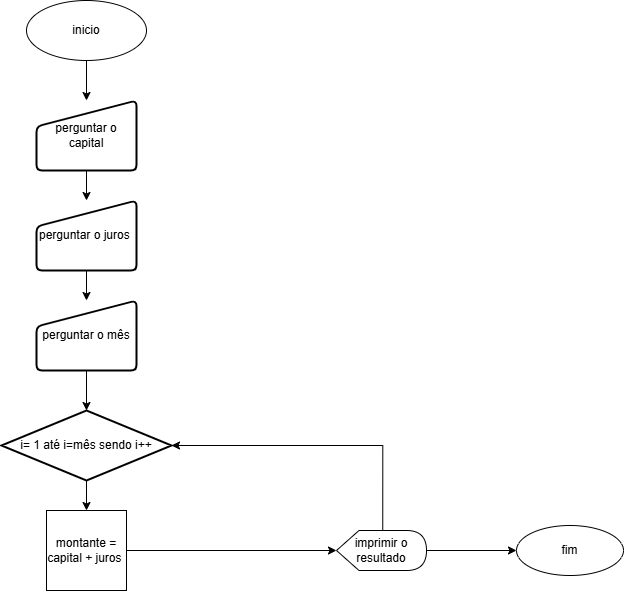 inicio
perguntar o
capital
perguntar o juros
perguntar o mês
i= 1 até i=mês sendo i++
montante =
capital + juros
imprimir o
resultado
fim